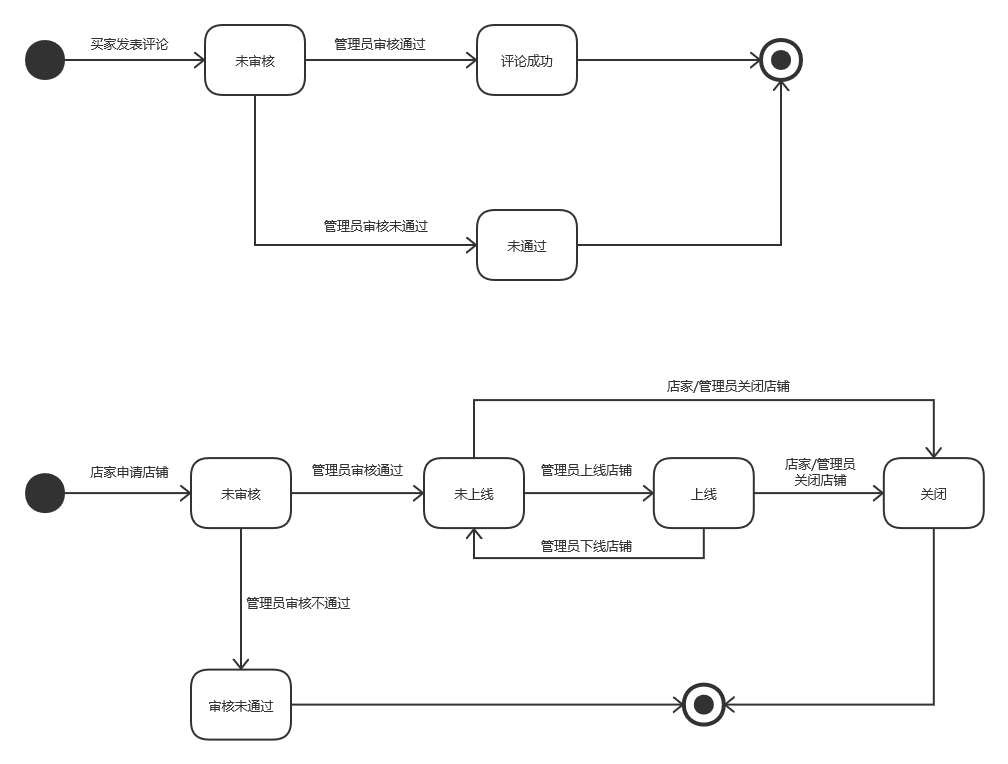 买家发表评论
未审核
管理员审核通过
评论成功
管理员审核未通过
未通过
店家/管理员关闭店铺
店家申请店铺
未审核
管理员审核通过
未上线
管理员上线店铺
上线
店家/管理员
关闭店铺
关闭
管理员下线店铺
管理员审核不通过
审核未通过